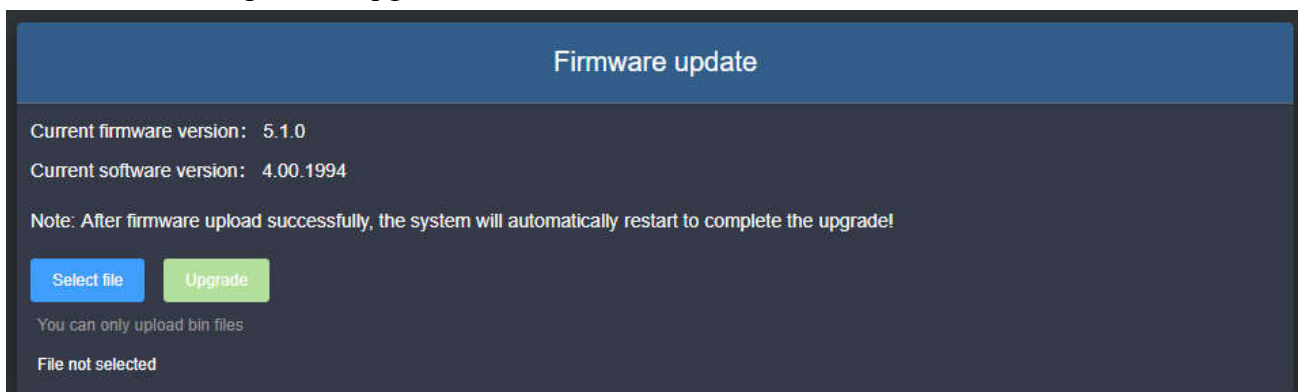 Firmware update
Current firmware version： 5.1.0
Current software version： 4.00.1994
Note: After firmware upload successfully, the system will automatically restart to complete the upgrade!
Select file Upgrade
You can only upload bin files
File not selected